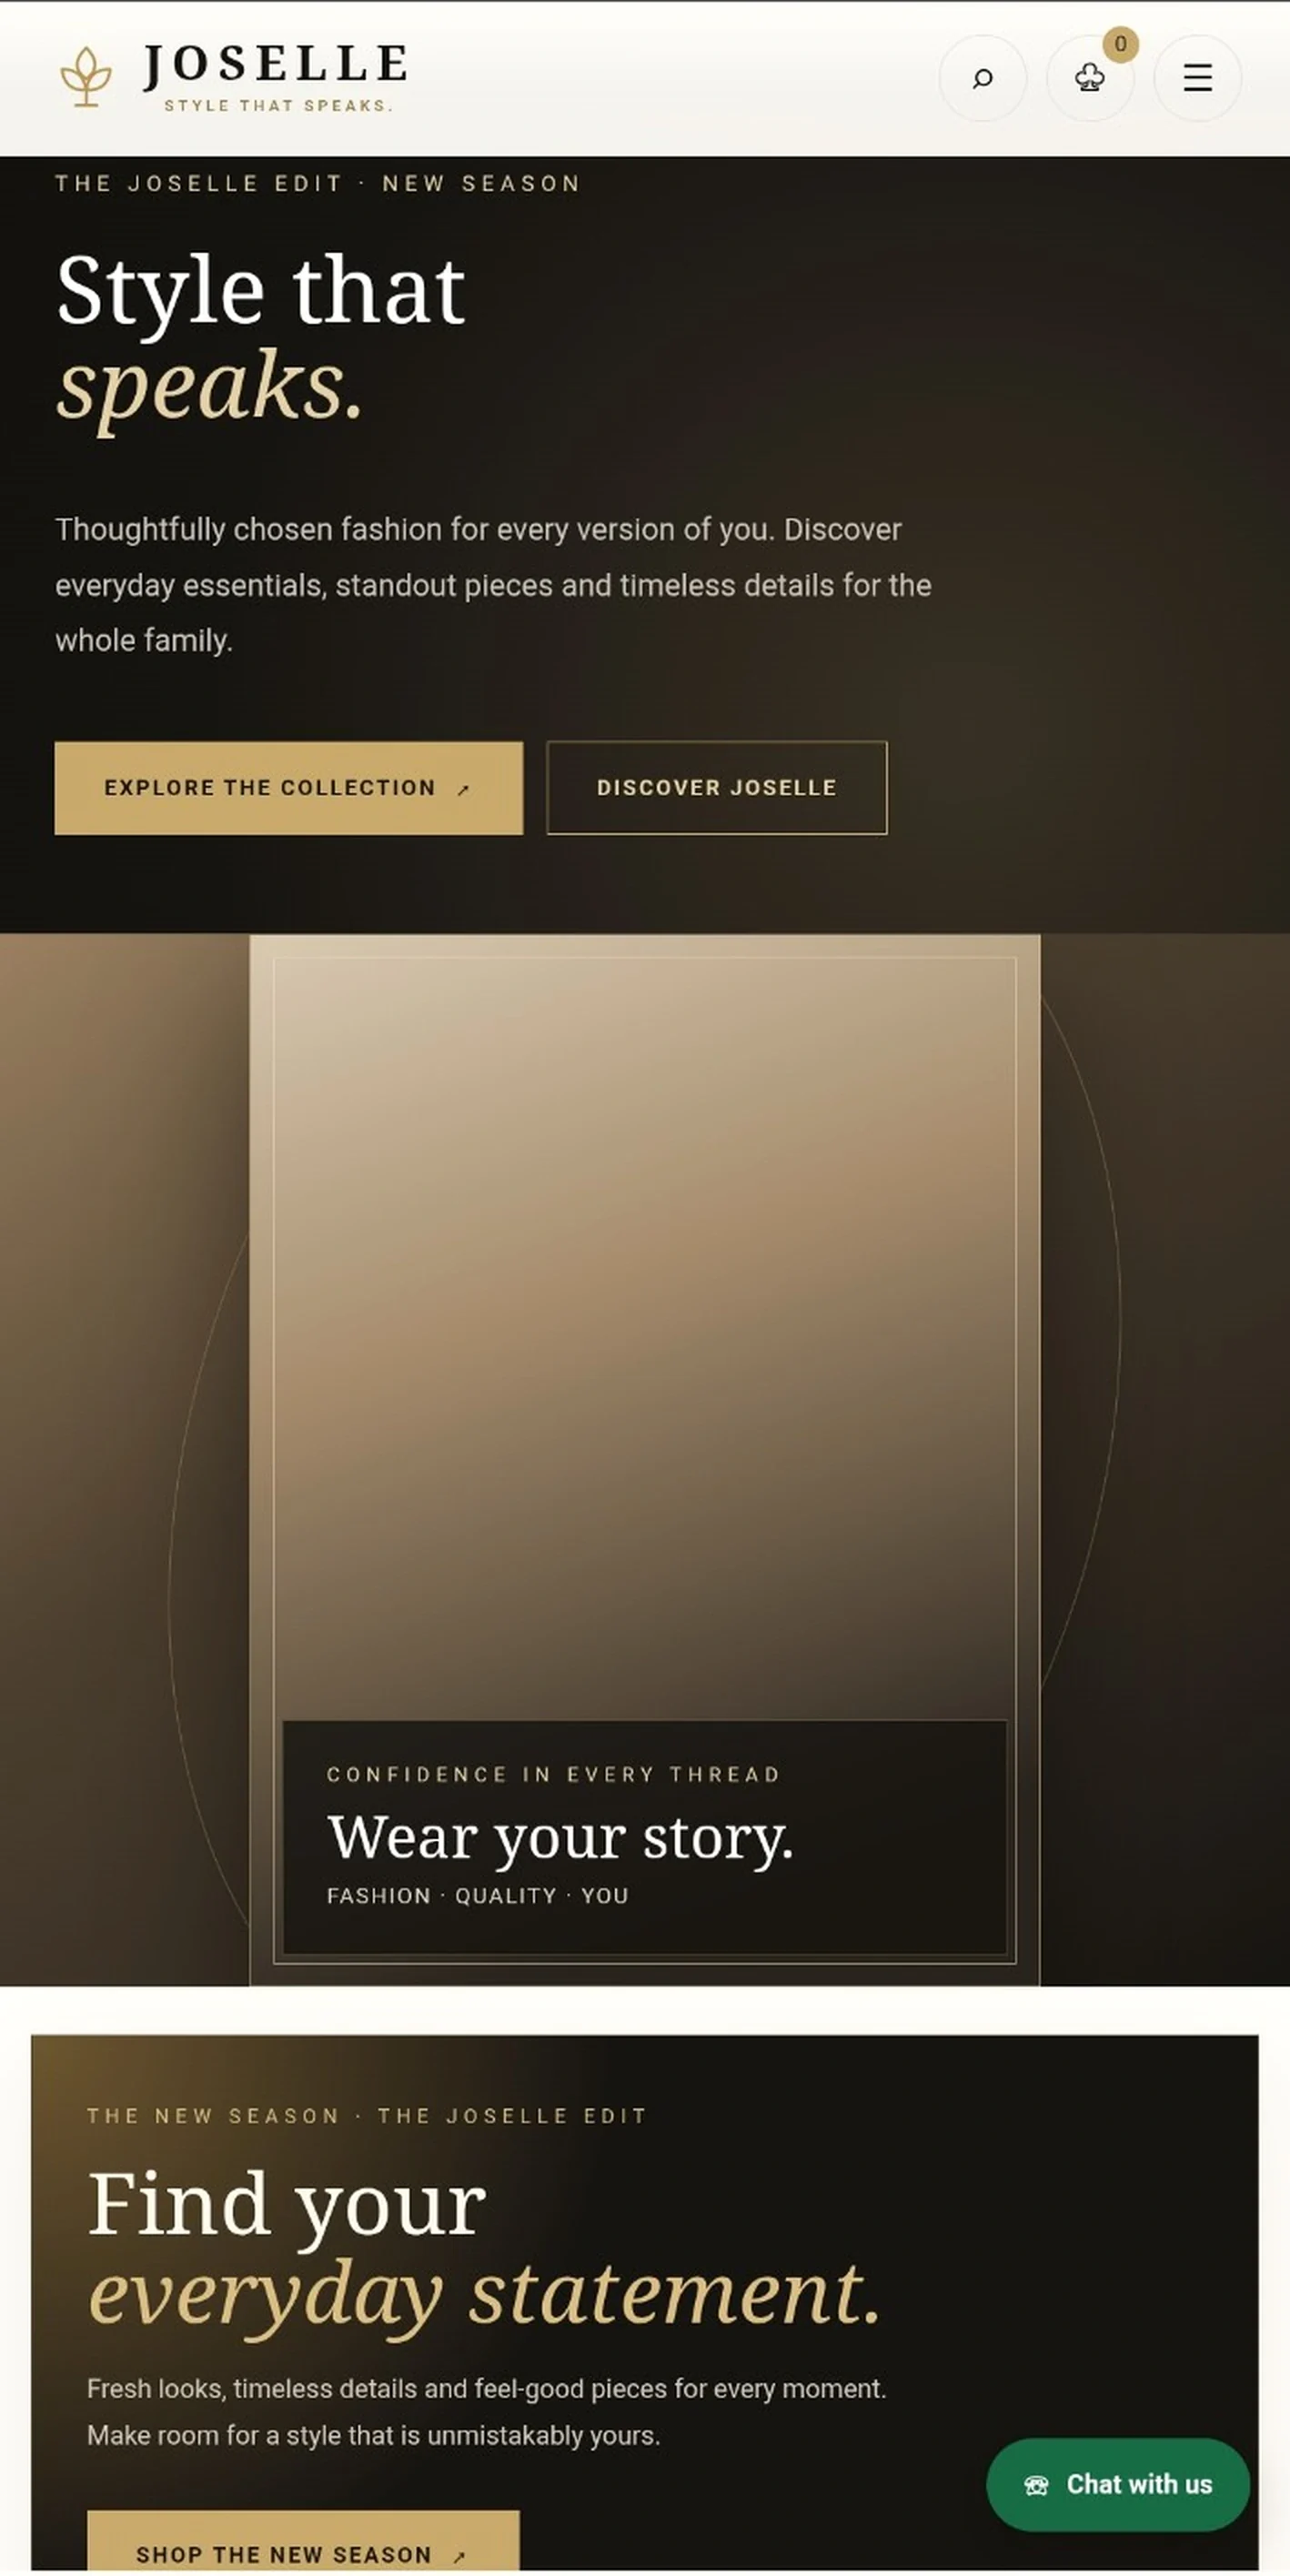 JOSELLE
STYLE THAT SPEAKS.
0
THE JOSELLE EDIT · NEW SEASON
Style that
speaks.
Thoughtfully chosen fashion for every version of you. Discover
everyday essentials, standout pieces and timeless details for the
whole family.
EXPLORE THE COLLECTION ↗
DISCOVER JOSELLE
CONFIDENCE IN EVERY THREAD
Wear your story.
FASHION · QUALITY · YOU
THE NEW SEASON · THE JOSELLE EDIT
Find your
everyday statement.
Fresh looks, timeless details and feel-good pieces for every moment.
Make room for a style that is unmistakably yours.
Chat with us
SHOP THE NEW SEASON ↗